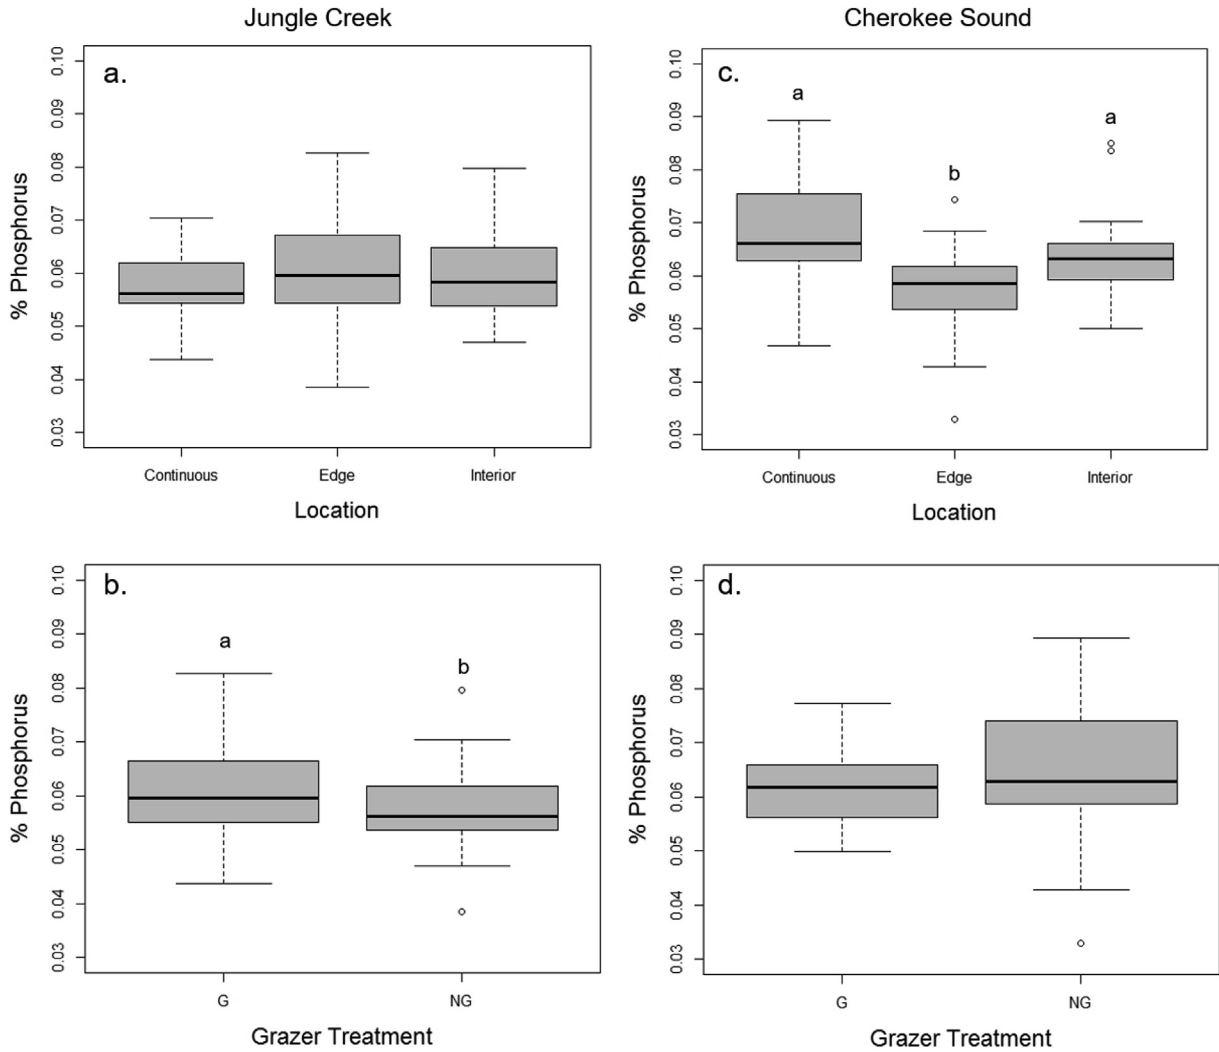 Jungle Creek
a.
% Phosphorus
0.10
0.09
0.08
0.07
0.06
0.05
0.04
0.03
Continuous Edge Interior
Location
Cherokee Sound
c.
a
b
a
% Phosphorus
0.10
0.09
0.08
0.07
0.06
0.05
0.04
0.03
Continuous Edge Interior
Location
b.
a
b
% Phosphorus
0.10
0.09
0.08
0.07
0.06
0.05
0.04
0.03
G NG
Grazer Treatment
d.
% Phosphorus
0.10
0.09
0.08
0.07
0.06
0.05
0.04
0.03
G NG
Grazer Treatment